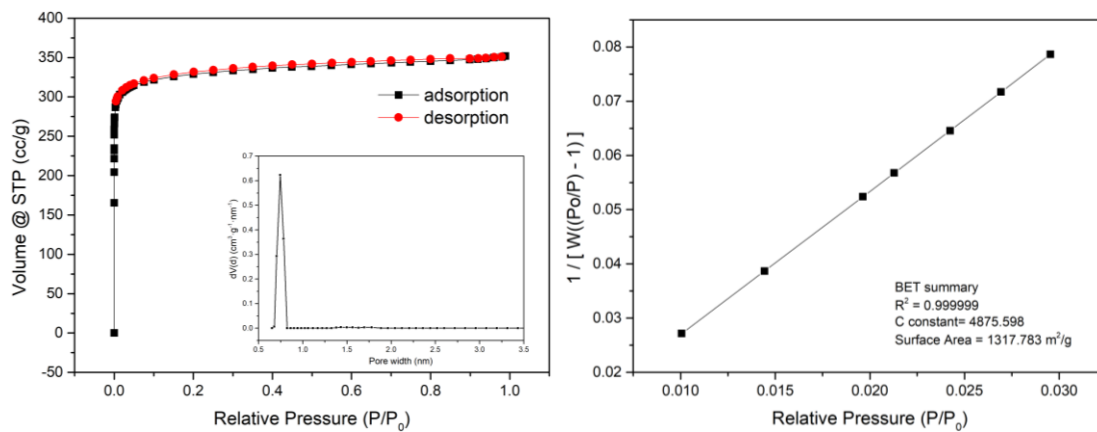 400
350
300
250
200
150
100
50
0
-50
Volume @ STP (cc/g)
adsorption
desorption
0.7
0.6
0.5
0.4
0.3
0.2
0.1
0.0
dV(d) (cm³·g⁻¹·nm⁻¹)
0.5 1.0 1.5 2.0 2.5 3.0 3.5
Pore width (nm)
0.0 0.2 0.4 0.6 0.8 1.0
Relative Pressure (P/P₀)
0.08
0.07
0.06
0.05
0.04
0.03
0.02
1 / [ W((Po/P) - 1) ]
BET summary
R² = 0.999999
C constant= 4875.598
Surface Area = 1317.783 m²/g
0.010 0.015 0.020 0.025 0.030
Relative Pressure (P/P₀)